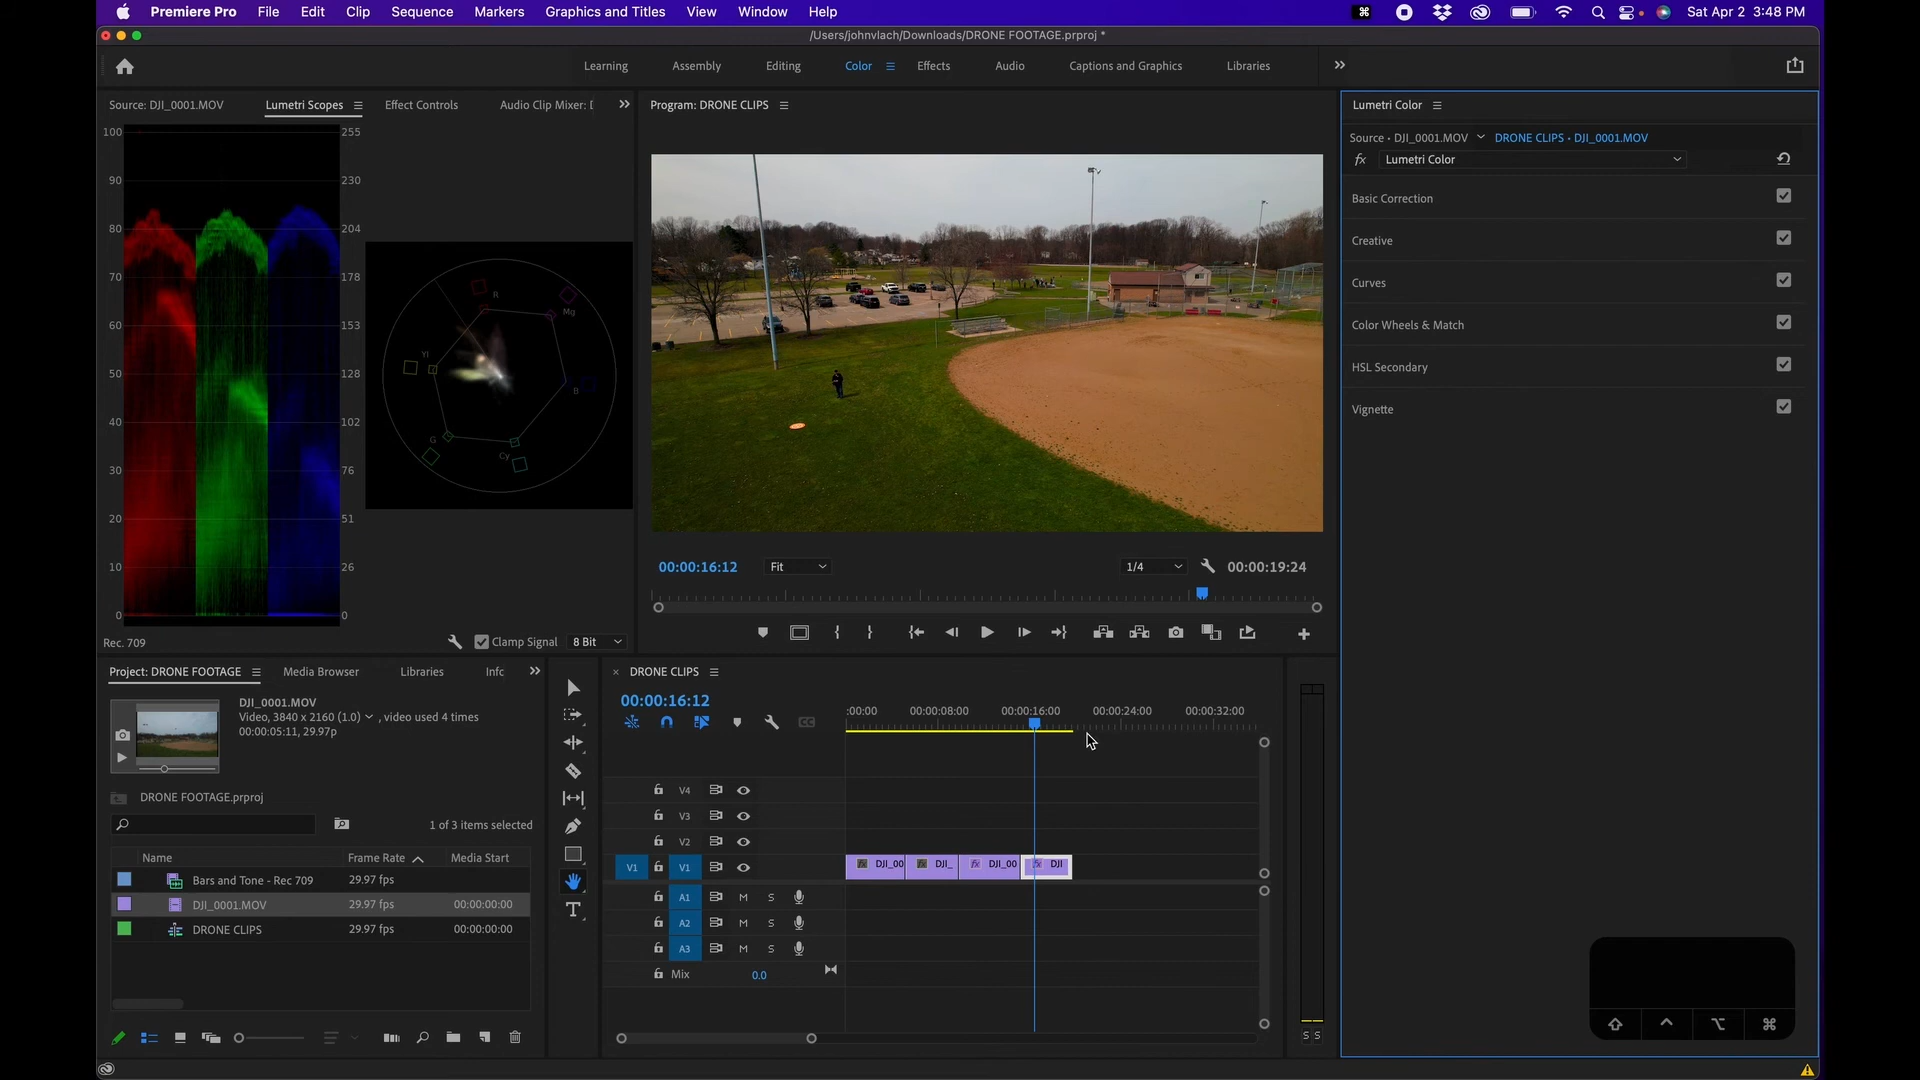 Premiere Pro File Edit Clip Sequence Markers Graphics and Titles View Window Help Sat Apr 2 3:48 PM
/Users/johnvlach/Downloads/DRONE FOOTAGE.prproj *
Learning Assembly Editing Color Effects Audio Captions and Graphics Libraries
Source: DJI_0001.MOV Lumetri Scopes Effect Controls Audio Clip Mixer: [
Program: DRONE CLIPS
Lumetri Color
Source • DJI_0001.MOV DRONE CLIPS • DJI_0001.MOV
fx Lumetri Color
Basic Correction
Creative
Curves
Color Wheels & Match
HSL Secondary
Vignette
100 255
90 230
80 204
70 178
60 153
50 128
40 102
30 76
20 51
10 26
0 0
R
Mg
Yl
B
G
Cy
Rec. 709 Clamp Signal 8 Bit
00:00:16:12 Fit 1/4 00:00:19:24
Project: DRONE FOOTAGE Media Browser Libraries Info
DJI_0001.MOV
Video, 3840 x 2160 (1.0) , video used 4 times
00:00:05:11, 29.97p
DRONE FOOTAGE.prproj
1 of 3 items selected
Name Frame Rate Media Start
Bars and Tone - Rec 709 29.97 fps
DJI_0001.MOV 29.97 fps 00:00:00:00
DRONE CLIPS 29.97 fps 00:00:00:00
× DRONE CLIPS
00:00:16:12
:00:00 00:00:08:00 00:00:16:00 00:00:24:00 00:00:32:00
V4
V3
V2
V1 V1 fx DJI_00 fx DJI_ fx DJI_00 fx DJI
A1 M S
A2 M S
A3 M S
Mix 0.0
S S